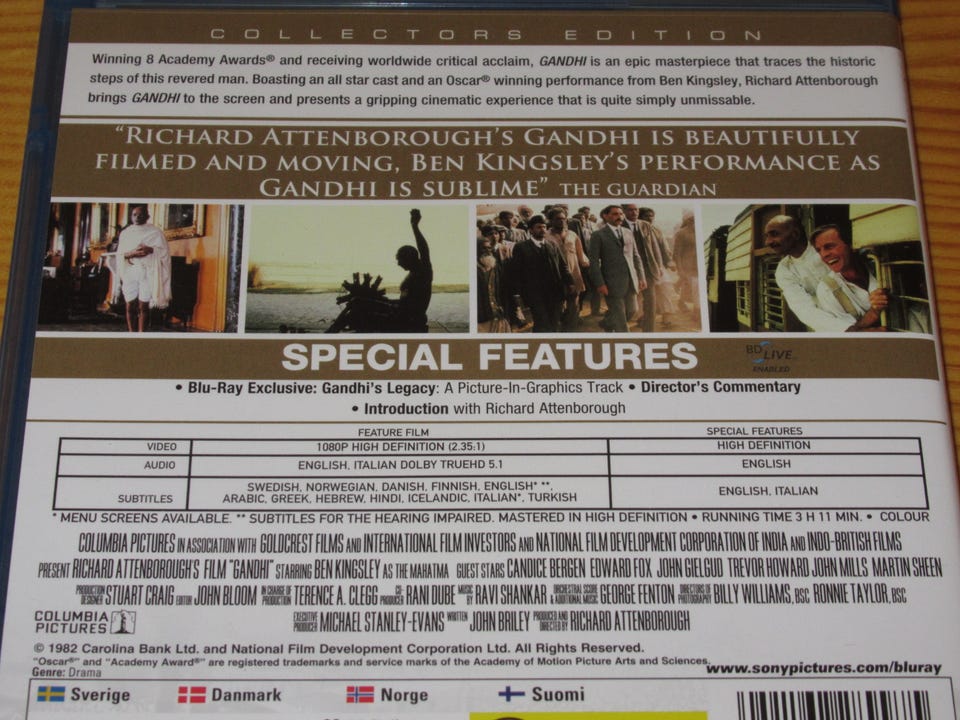 COLLECTORS EDITION
Winning 8 Academy Awards® and receiving worldwide critical acclaim, GANDHI is an epic masterpiece that traces the historic
steps of this revered man. Boasting an all star cast and an Oscar® winning performance from Ben Kingsley, Richard Attenborough
brings GANDHI to the screen and presents a gripping cinematic experience that is quite simply unmissable.
“RICHARD ATTENBOROUGH'S GANDHI IS BEAUTIFULLY
FILMED AND MOVING, BEN KINGSLEY'S PERFORMANCE AS
GANDHI IS SUBLIME” THE GUARDIAN
SPECIAL FEATURES
BD LIVE
ENABLED
• Blu-Ray Exclusive: Gandhi's Legacy: A Picture-In-Graphics Track • Director's Commentary
• Introduction with Richard Attenborough
FEATURE FILM SPECIAL FEATURES
VIDEO 1080P HIGH DEFINITION (2.35:1) HIGH DEFINITION
AUDIO ENGLISH, ITALIAN DOLBY TRUEHD 5.1 ENGLISH
SUBTITLES SWEDISH, NORWEGIAN, DANISH, FINNISH, ENGLISH* **, ENGLISH, ITALIAN
ARABIC, GREEK, HEBREW, HINDI, ICELANDIC, ITALIAN*, TURKISH
* MENU SCREENS AVAILABLE. ** SUBTITLES FOR THE HEARING IMPAIRED. MASTERED IN HIGH DEFINITION • RUNNING TIME 3 H 11 MIN. • COLOUR
COLUMBIA PICTURES IN ASSOCIATION WITH GOLDCREST FILMS AND INTERNATIONAL FILM INVESTORS AND NATIONAL FILM DEVELOPMENT CORPORATION OF INDIA AND INDO-BRITISH FILMS
PRESENT RICHARD ATTENBOROUGH'S FILM "GANDHI" STARRING BEN KINGSLEY AS THE MAHATMA GUEST STARS CANDICE BERGEN EDWARD FOX JOHN GIELGUD TREVOR HOWARD JOHN MILLS MARTIN SHEEN
PRODUCTION DESIGNER STUART CRAIG EDITOR JOHN BLOOM IN CHARGE OF PRODUCTION TERENCE A. CLEGG CO-PRODUCER RANI DUBE MUSIC BY RAVI SHANKAR ORCHESTRAL SCORE & ADDITIONAL MUSIC GEORGE FENTON DIRECTORS OF PHOTOGRAPHY BILLY WILLIAMS, BSC RONNIE TAYLOR, BSC
COLUMBIA PICTURES EXECUTIVE PRODUCER MICHAEL STANLEY-EVANS WRITTEN BY JOHN BRILEY PRODUCED AND DIRECTED BY RICHARD ATTENBOROUGH
© 1982 Carolina Bank Ltd. and National Film Development Corporation Ltd. All Rights Reserved.
"Oscar®" and "Academy Award®" are registered trademarks and service marks of the Academy of Motion Picture Arts and Sciences.
www.sonypictures.com/bluray
Genre: Drama
Sverige Danmark Norge Suomi